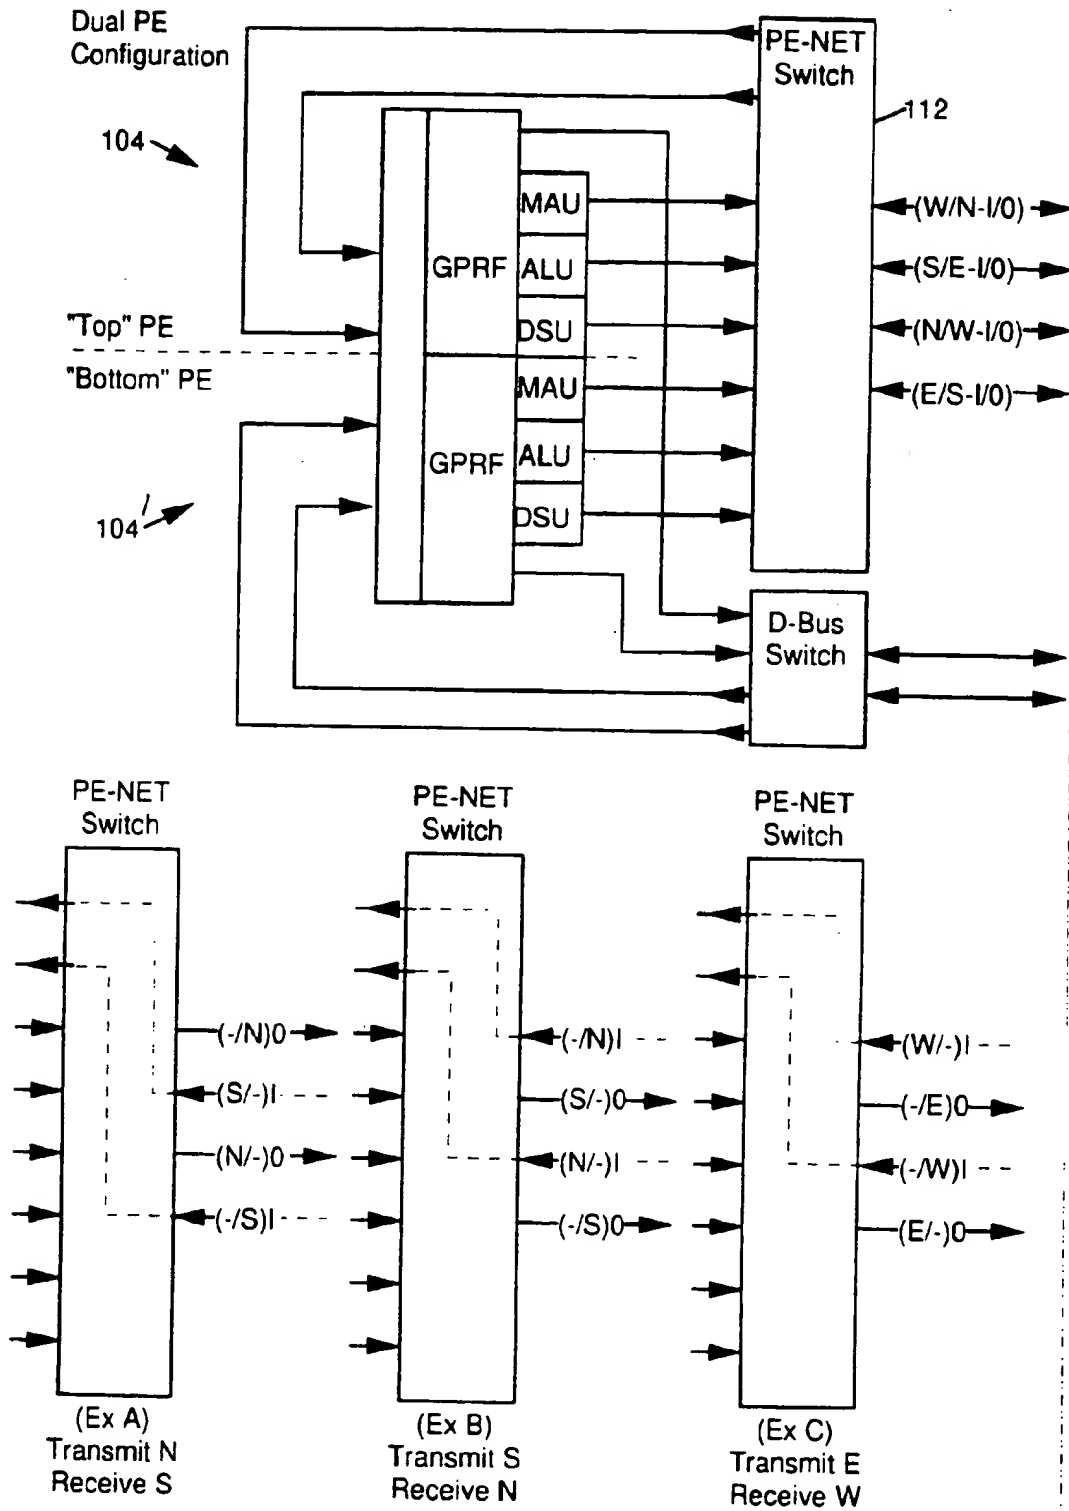 Dual PE
Configuration
PE-NET
Switch
112
104
MAU
(W/N-I/0)
GPRF
ALU
(S/E-I/0)
"Top" PE
DSU
(N/W-I/0)
"Bottom" PE
MAU
(E/S-I/0)
GPRF
ALU
104'
DSU
D-Bus
Switch
PE-NET
Switch
PE-NET
Switch
PE-NET
Switch
(-/N)0
(S/-)I
(N/-)0
(-/S)I
(-/N)I
(S/-)0
(N/-)I
(-/S)0
(W/-)I
(-/E)0
(-/W)I
(E/-)0
(Ex A)
Transmit N
Receive S
(Ex B)
Transmit S
Receive N
(Ex C)
Transmit E
Receive W